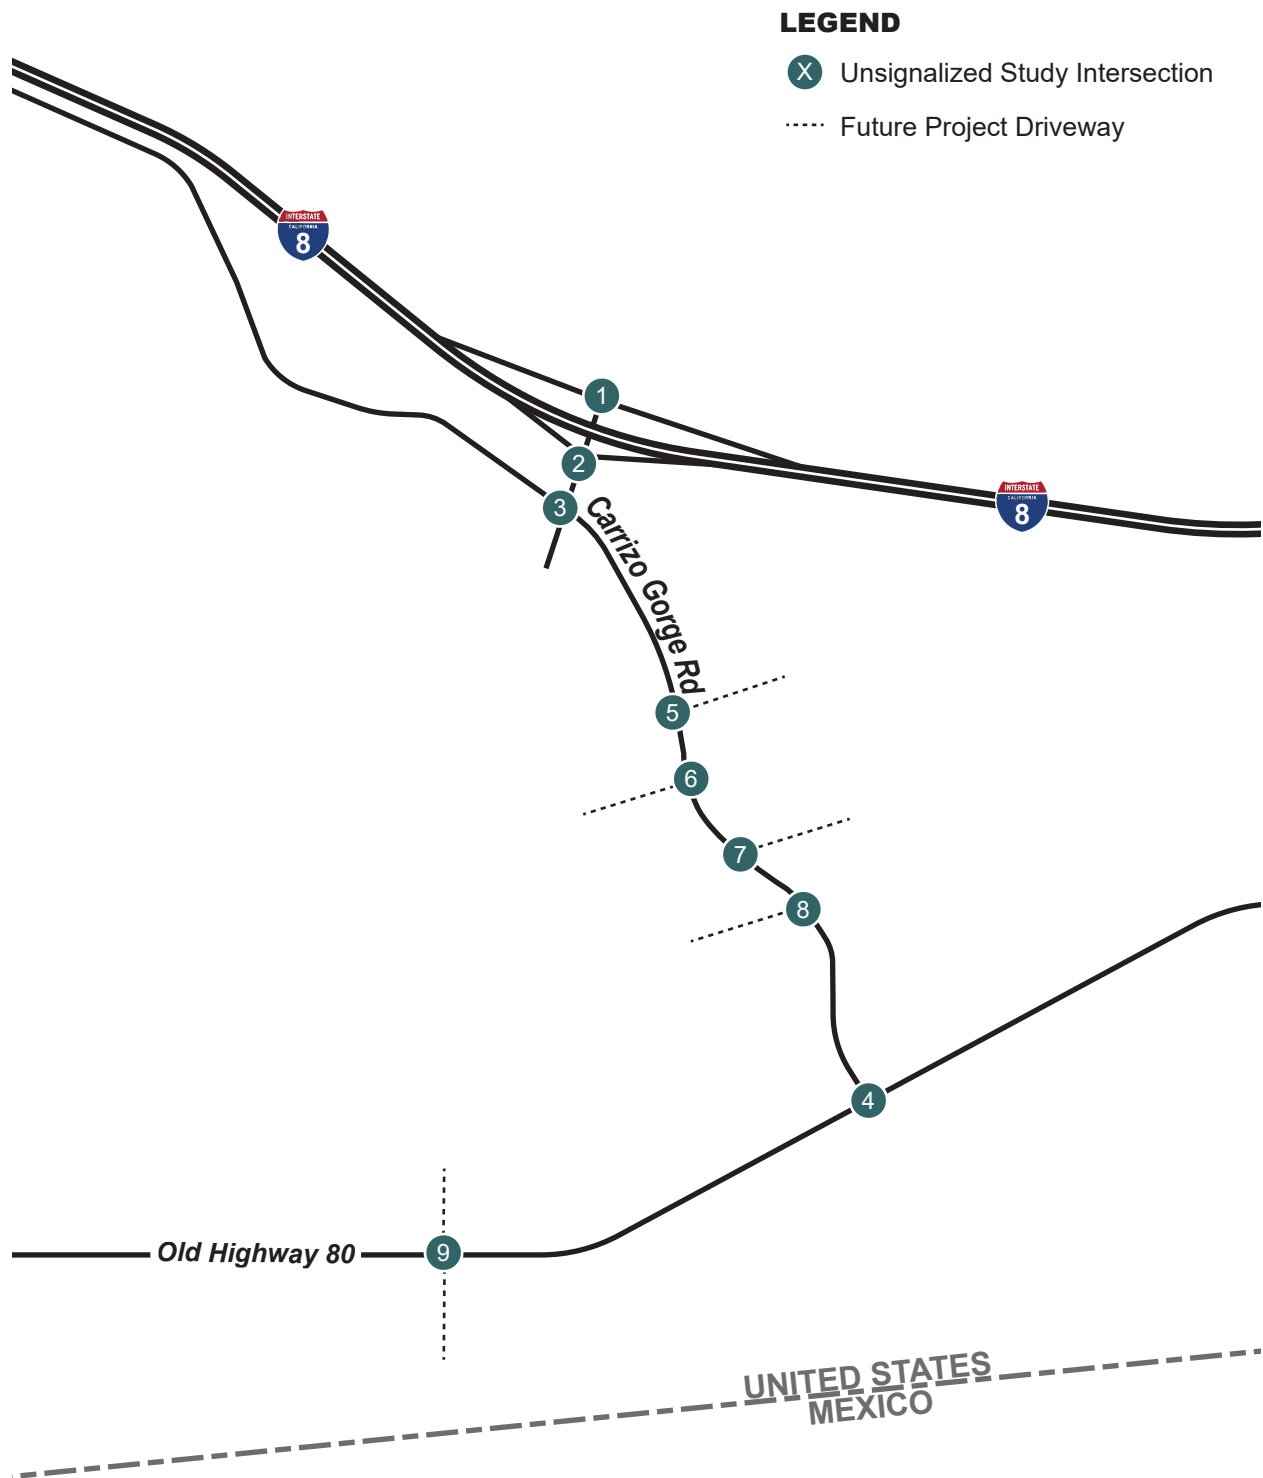 LEGEND
X Unsignalized Study Intersection
Future Project Driveway
INTERSTATE
CALIFORNIA
8
1
2
3
Carrizo Gorge Rd
INTERSTATE
CALIFORNIA
8
5
6
7
8
4
9
Old Highway 80
UNITED STATES
MEXICO